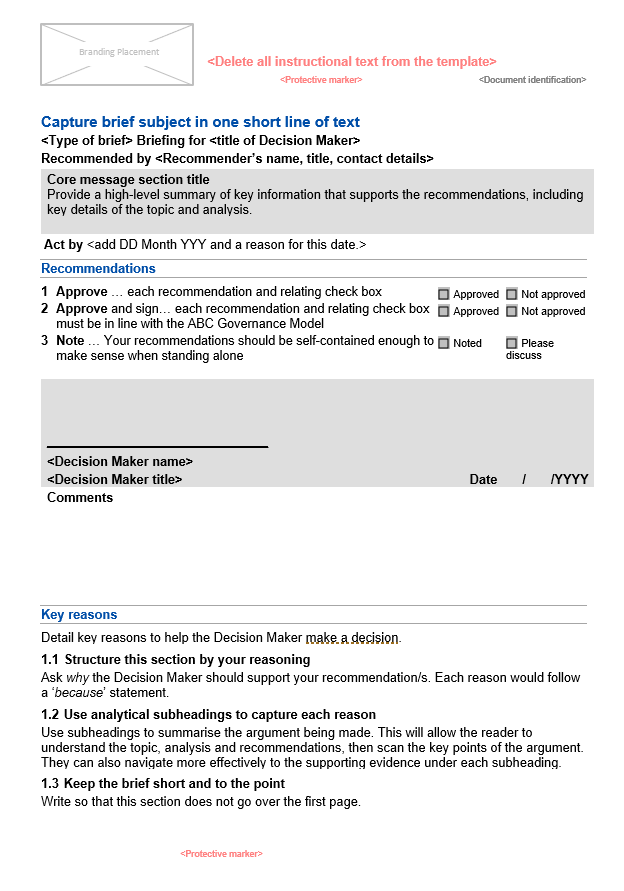 Branding Placement
<Delete all instructional text from the template>
<Protective marker> <Document identification>
Capture brief subject in one short line of text
<Type of brief> Briefing for <title of Decision Maker>
Recommended by <Recommender's name, title, contact details>
Core message section title
Provide a high-level summary of key information that supports the recommendations, including
key details of the topic and analysis.
Act by <add DD Month YYY and a reason for this date.>
Recommendations
1 Approve … each recommendation and relating check box Approved Not approved
2 Approve and sign… each recommendation and relating check box Approved Not approved
must be in line with the ABC Governance Model
3 Note … Your recommendations should be self-contained enough to Noted Please
make sense when standing alone discuss
<Decision Maker name>
<Decision Maker title> Date / /YYYY
Comments
Key reasons
Detail key reasons to help the Decision Maker make a decision.
1.1 Structure this section by your reasoning
Ask why the Decision Maker should support your recommendation/s. Each reason would follow
a 'because' statement.
1.2 Use analytical subheadings to capture each reason
Use subheadings to summarise the argument being made. This will allow the reader to
understand the topic, analysis and recommendations, then scan the key points of the argument.
They can also navigate more effectively to the supporting evidence under each subheading.
1.3 Keep the brief short and to the point
Write so that this section does not go over the first page.
<Protective marker>